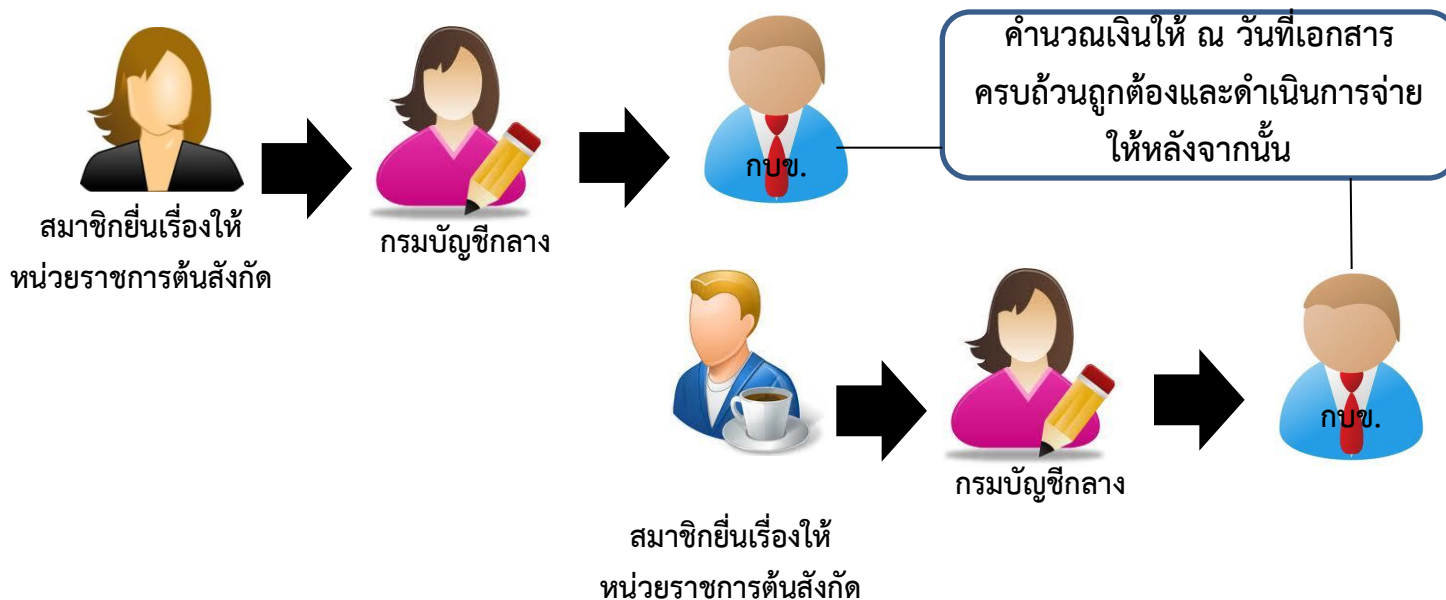 คำนวณเงินให้ ณ วันที่เอกสาร
ครบถ้วนถูกต้องและดำเนินการจ่าย
ให้หลังจากนั้น
กบข.
สมาชิกยื่นเรื่องให้
หน่วยราชการต้นสังกัด
กรมบัญชีกลาง
กบข.
กรมบัญชีกลาง
สมาชิกยื่นเรื่องให้
หน่วยราชการต้นสังกัด